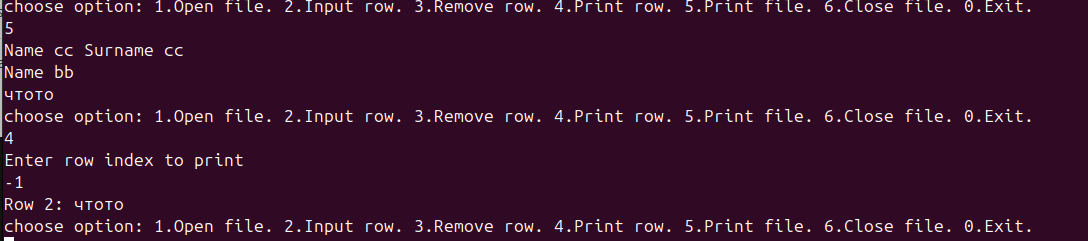 choose option: 1.Open file. 2.Input row. 3.Remove row. 4.Print row. 5.Print file. 6.Close file. 0.Exit.
5
Name cc Surname cc
Name bb
чтото
choose option: 1.Open file. 2.Input row. 3.Remove row. 4.Print row. 5.Print file. 6.Close file. 0.Exit.
4
Enter row index to print
-1
Row 2: чтото
choose option: 1.Open file. 2.Input row. 3.Remove row. 4.Print row. 5.Print file. 6.Close file. 0.Exit.